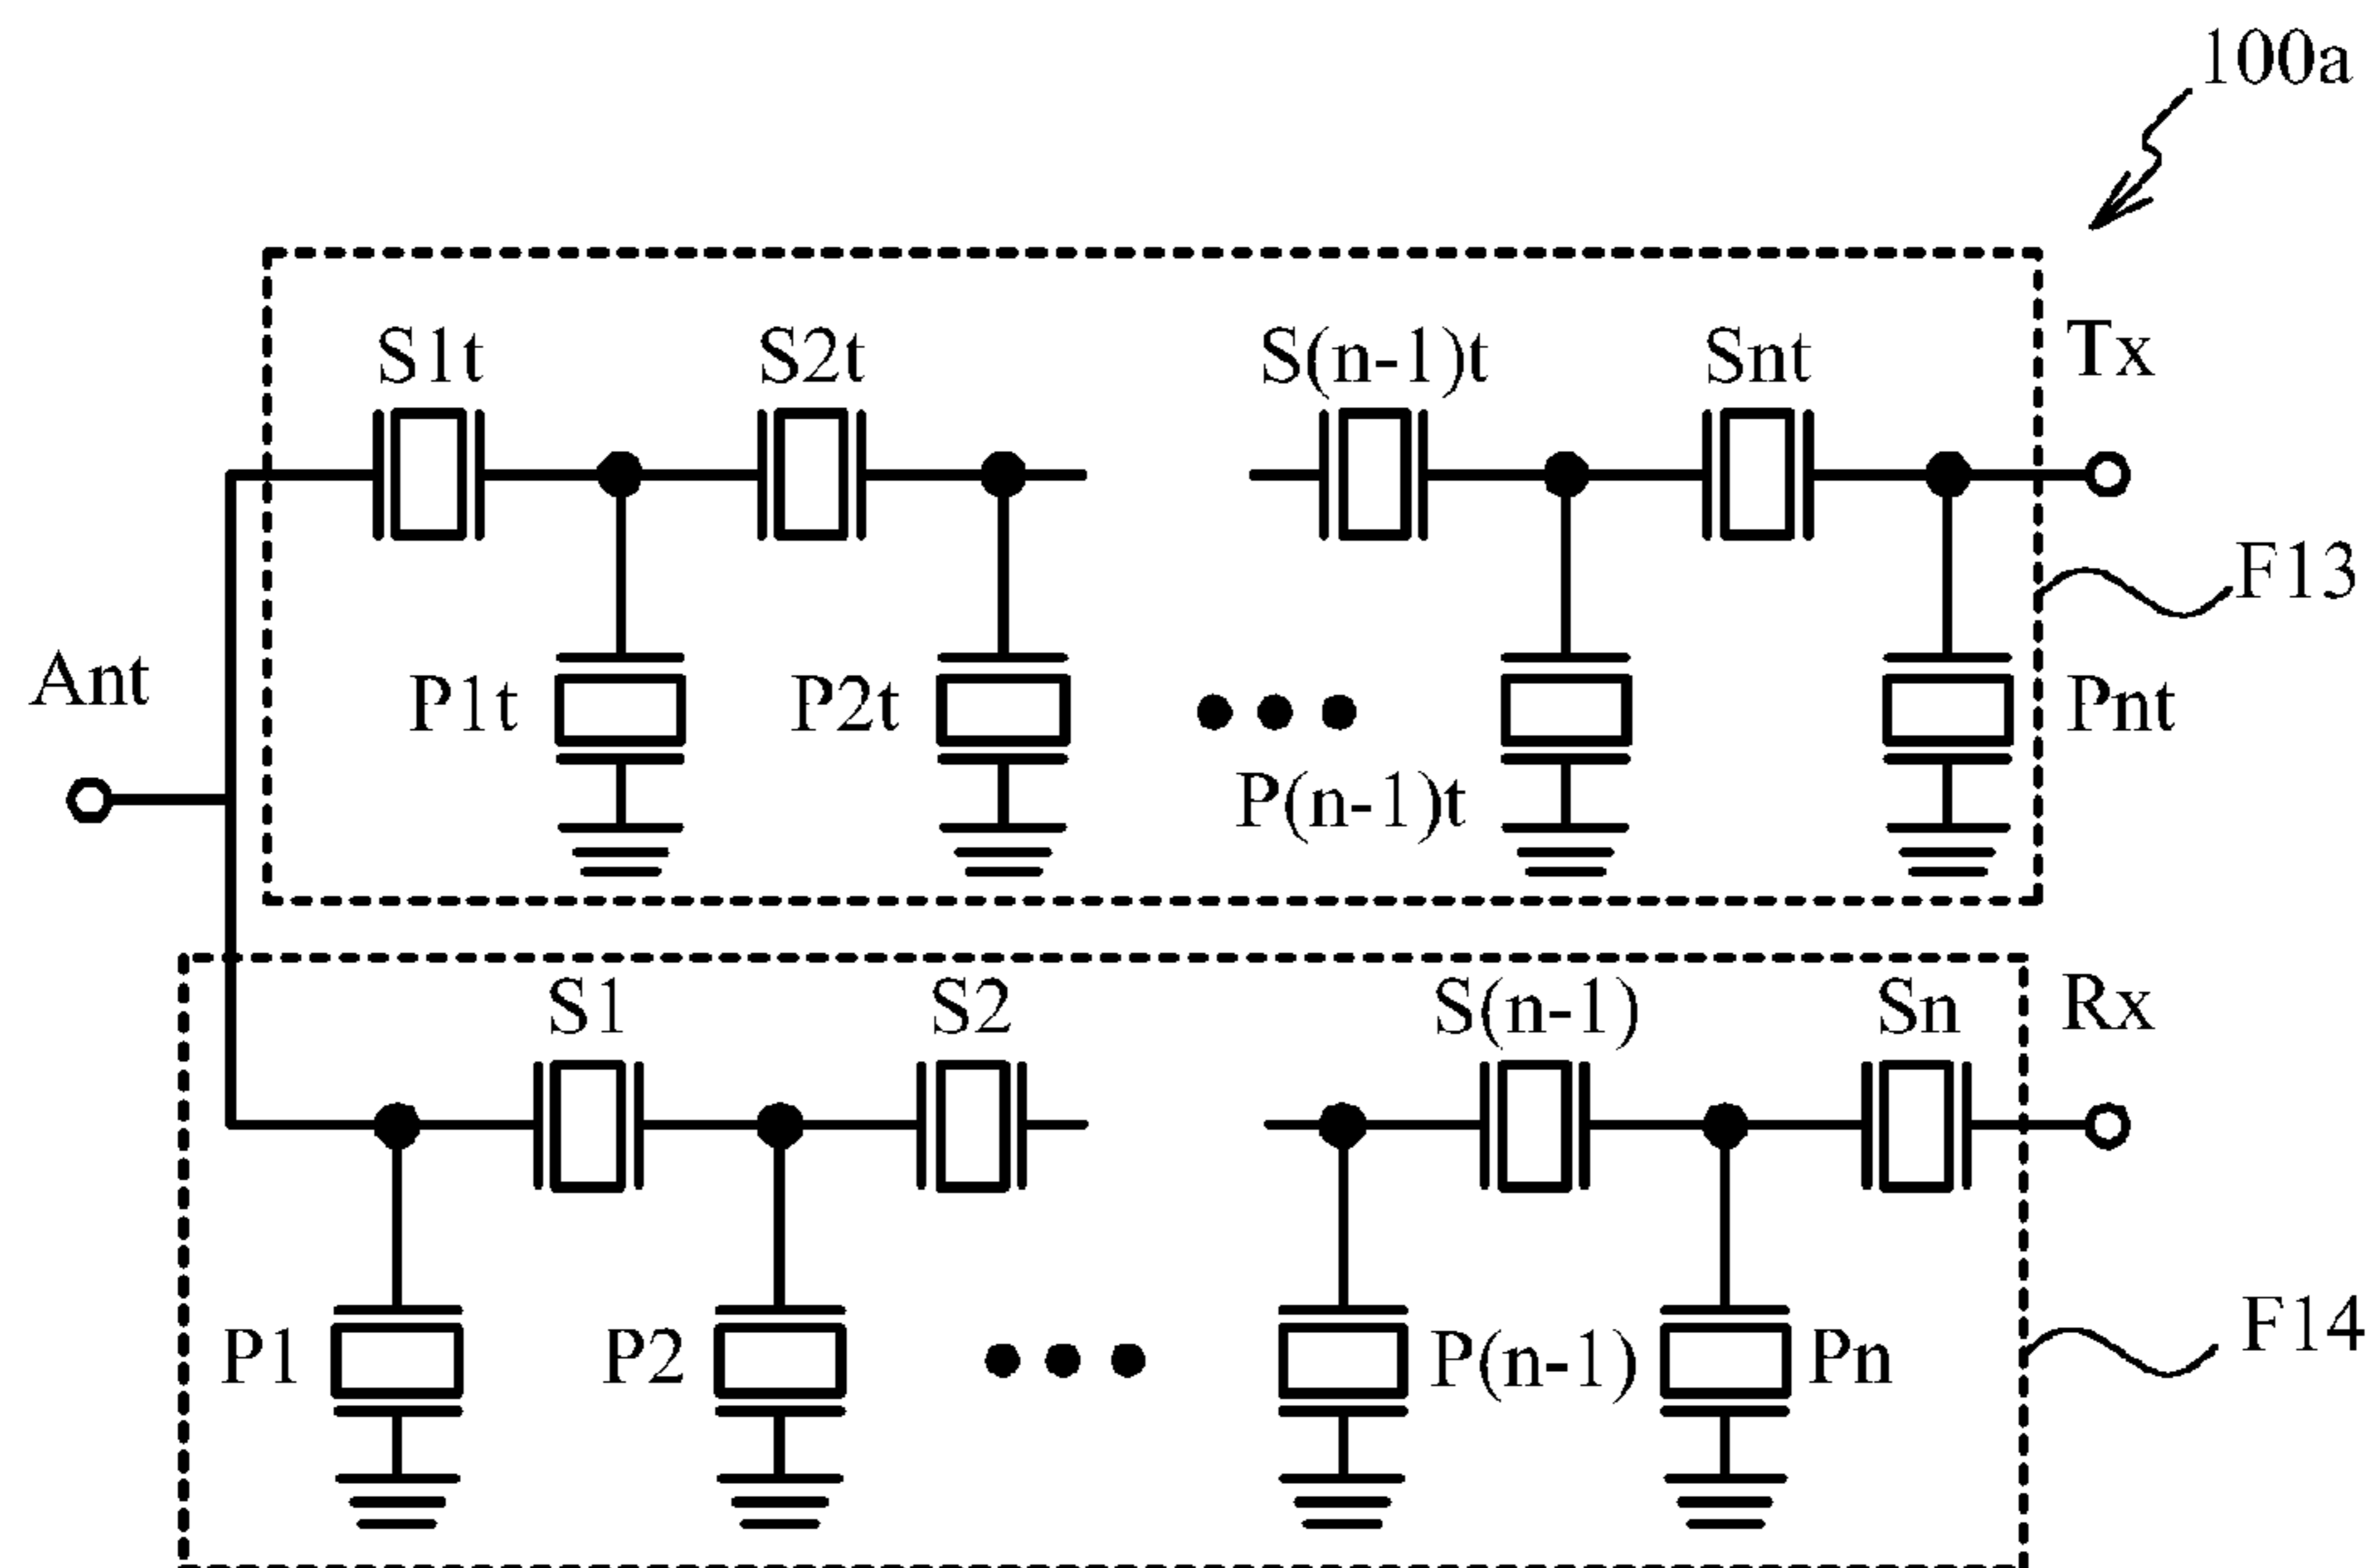 100a
S1t
S2t
S(n-1)t
Snt
Tx
F13
Ant
P1t
P2t
P(n-1)t
Pnt
S1
S2
S(n-1)
Sn
Rx
P1
P2
P(n-1)
Pn
F14